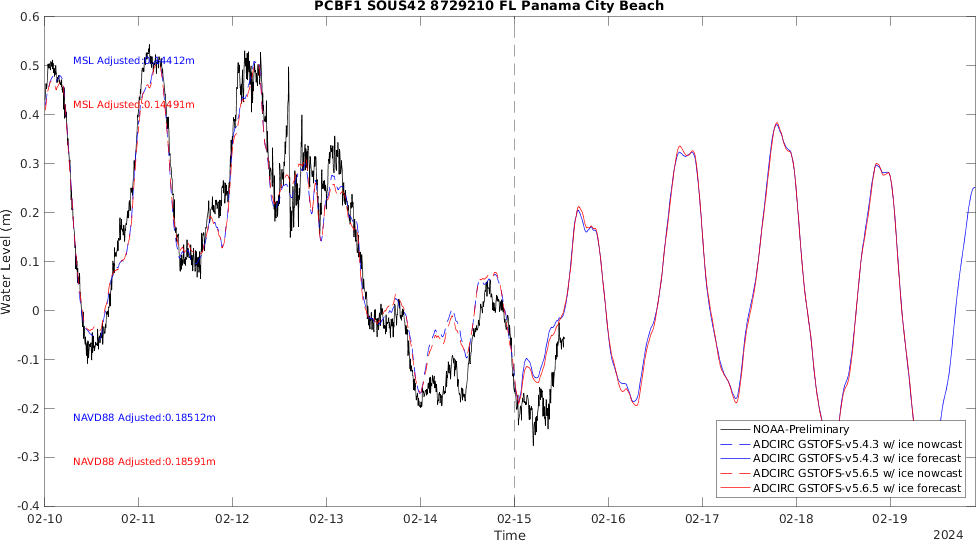 PCBF1 SOUS42 8729210 FL Panama City Beach
0.6
0.5
0.4
0.3
0.2
0.1
0
-0.1
-0.2
-0.3
-0.4
Water Level (m)
MSL Adjusted:0.14412m
MSL Adjusted:0.14491m
NAVD88 Adjusted:0.18512m
NAVD88 Adjusted:0.18591m
NOAA-Preliminary
ADCIRC GSTOFS-v5.4.3 w/ ice nowcast
ADCIRC GSTOFS-v5.4.3 w/ ice forecast
ADCIRC GSTOFS-v5.6.5 w/ ice nowcast
ADCIRC GSTOFS-v5.6.5 w/ ice forecast
02-10 02-11 02-12 02-13 02-14 02-15 02-16 02-17 02-18 02-19
Time
2024